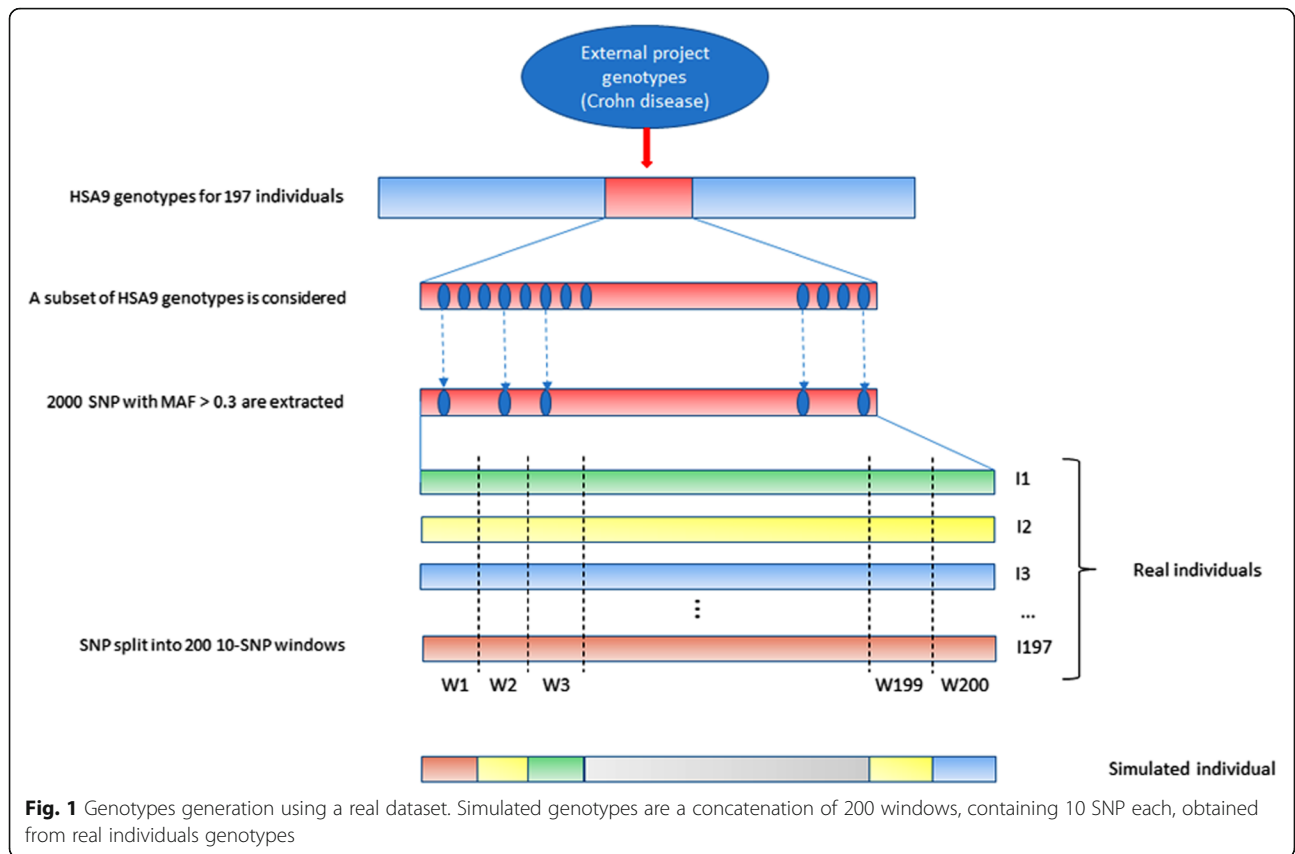 External project
genotypes
(Crohn disease)
HSA9 genotypes for 197 individuals
A subset of HSA9 genotypes is considered
2000 SNP with MAF > 0.3 are extracted
I1
I2
I3
Real individuals
...
...
SNP split into 200 10-SNP windows
I197
W1 W2 W3 W199 W200
Simulated individual
Fig. 1 Genotypes generation using a real dataset. Simulated genotypes are a concatenation of 200 windows, containing 10 SNP each, obtained
from real individuals genotypes